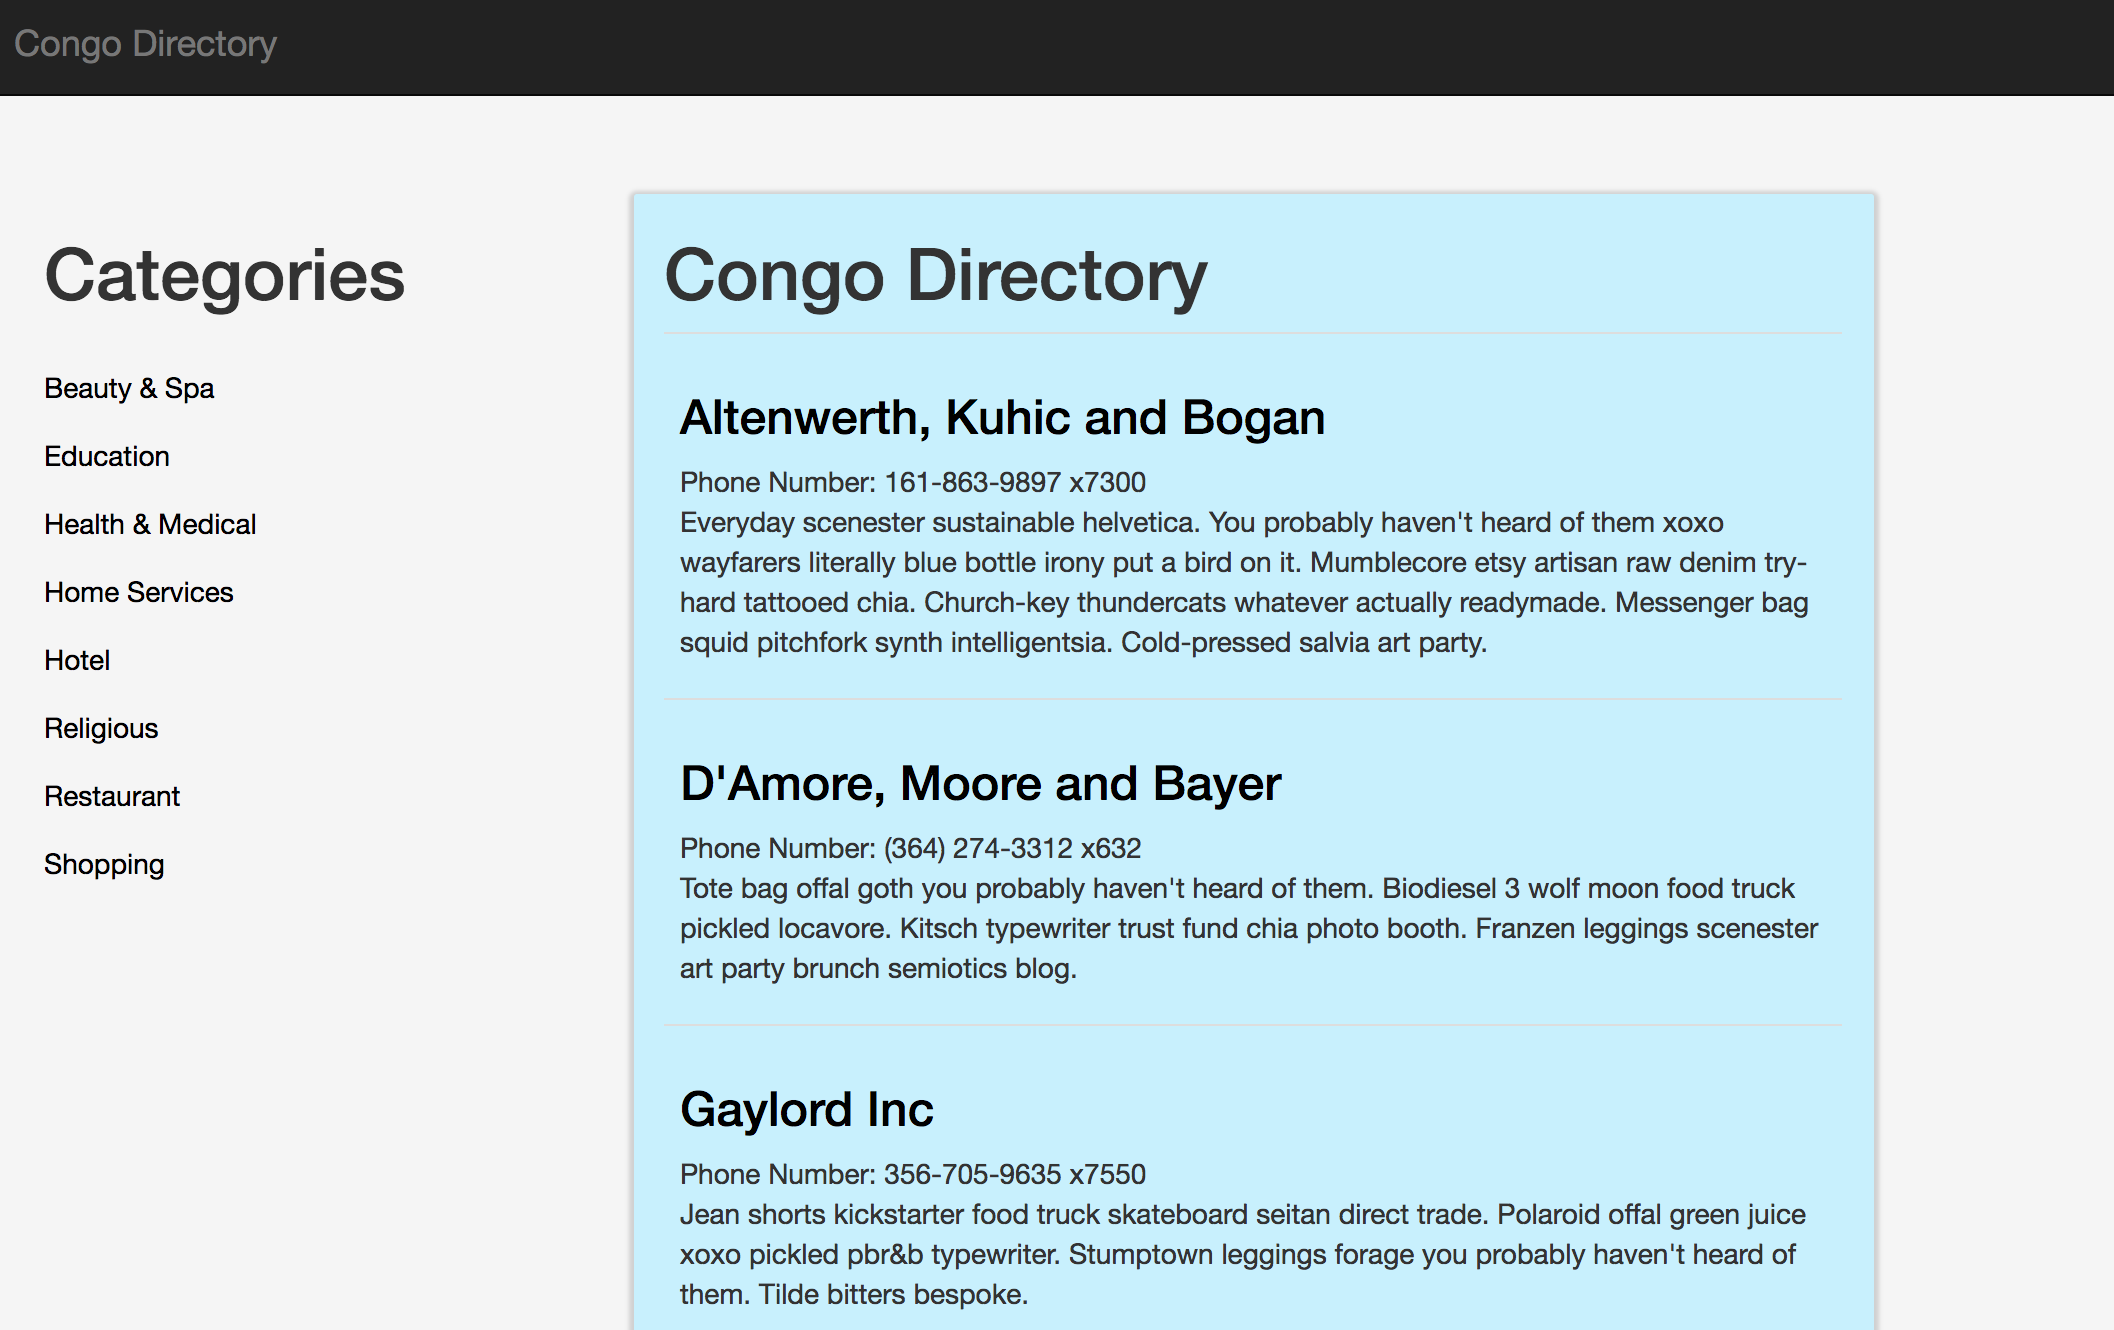 Congo Directory
Categories
Beauty & Spa
Education
Health & Medical
Home Services
Hotel
Religious
Restaurant
Shopping
Congo Directory
Altenwerth, Kuhic and Bogan
Phone Number: 161-863-9897 x7300
Everyday scenester sustainable helvetica. You probably haven't heard of them xoxo
wayfarers literally blue bottle irony put a bird on it. Mumblecore etsy artisan raw denim try-
hard tattooed chia. Church-key thundercats whatever actually readymade. Messenger bag
squid pitchfork synth intelligentsia. Cold-pressed salvia art party.
D'Amore, Moore and Bayer
Phone Number: (364) 274-3312 x632
Tote bag offal goth you probably haven't heard of them. Biodiesel 3 wolf moon food truck
pickled locavore. Kitsch typewriter trust fund chia photo booth. Franzen leggings scenester
art party brunch semiotics blog.
Gaylord Inc
Phone Number: 356-705-9635 x7550
Jean shorts kickstarter food truck skateboard seitan direct trade. Polaroid offal green juice
xoxo pickled pbr&b typewriter. Stumptown leggings forage you probably haven't heard of
them. Tilde bitters bespoke.